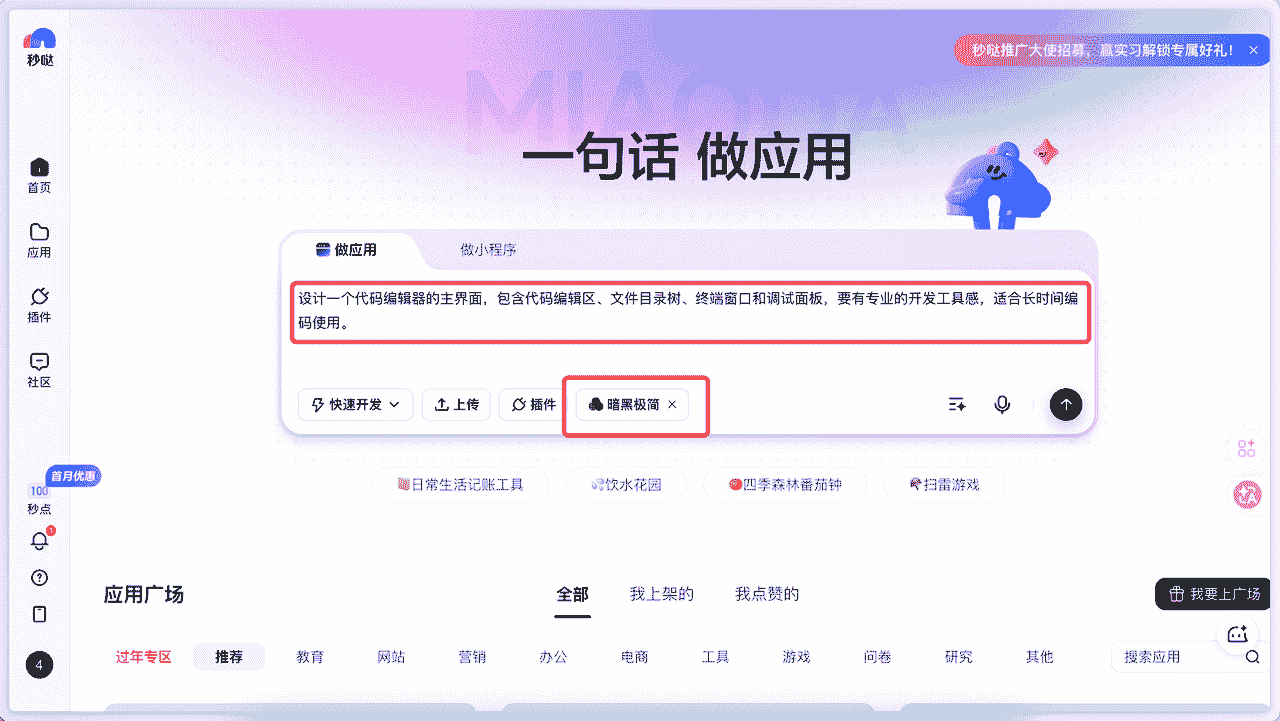 秒哒
首页
应用
插件
社区
首月优惠
100
秒点
1
4
秒哒推广大使招募，赢实习解锁专属好礼！
一句话 做应用
做应用
做小程序
设计一个代码编辑器的主界面，包含代码编辑区、文件目录树、终端窗口和调试面板，要有专业的开发工具感，适合长时间编
码使用。
快速开发
上传
插件
暗黑极简
日常生活记账工具
饮水花园
四季森林番茄钟
扫雷游戏
应用广场
全部
我上架的
我点赞的
我要上广场
过年专区
推荐
教育
网站
营销
办公
电商
工具
游戏
问卷
研究
其他
搜索应用